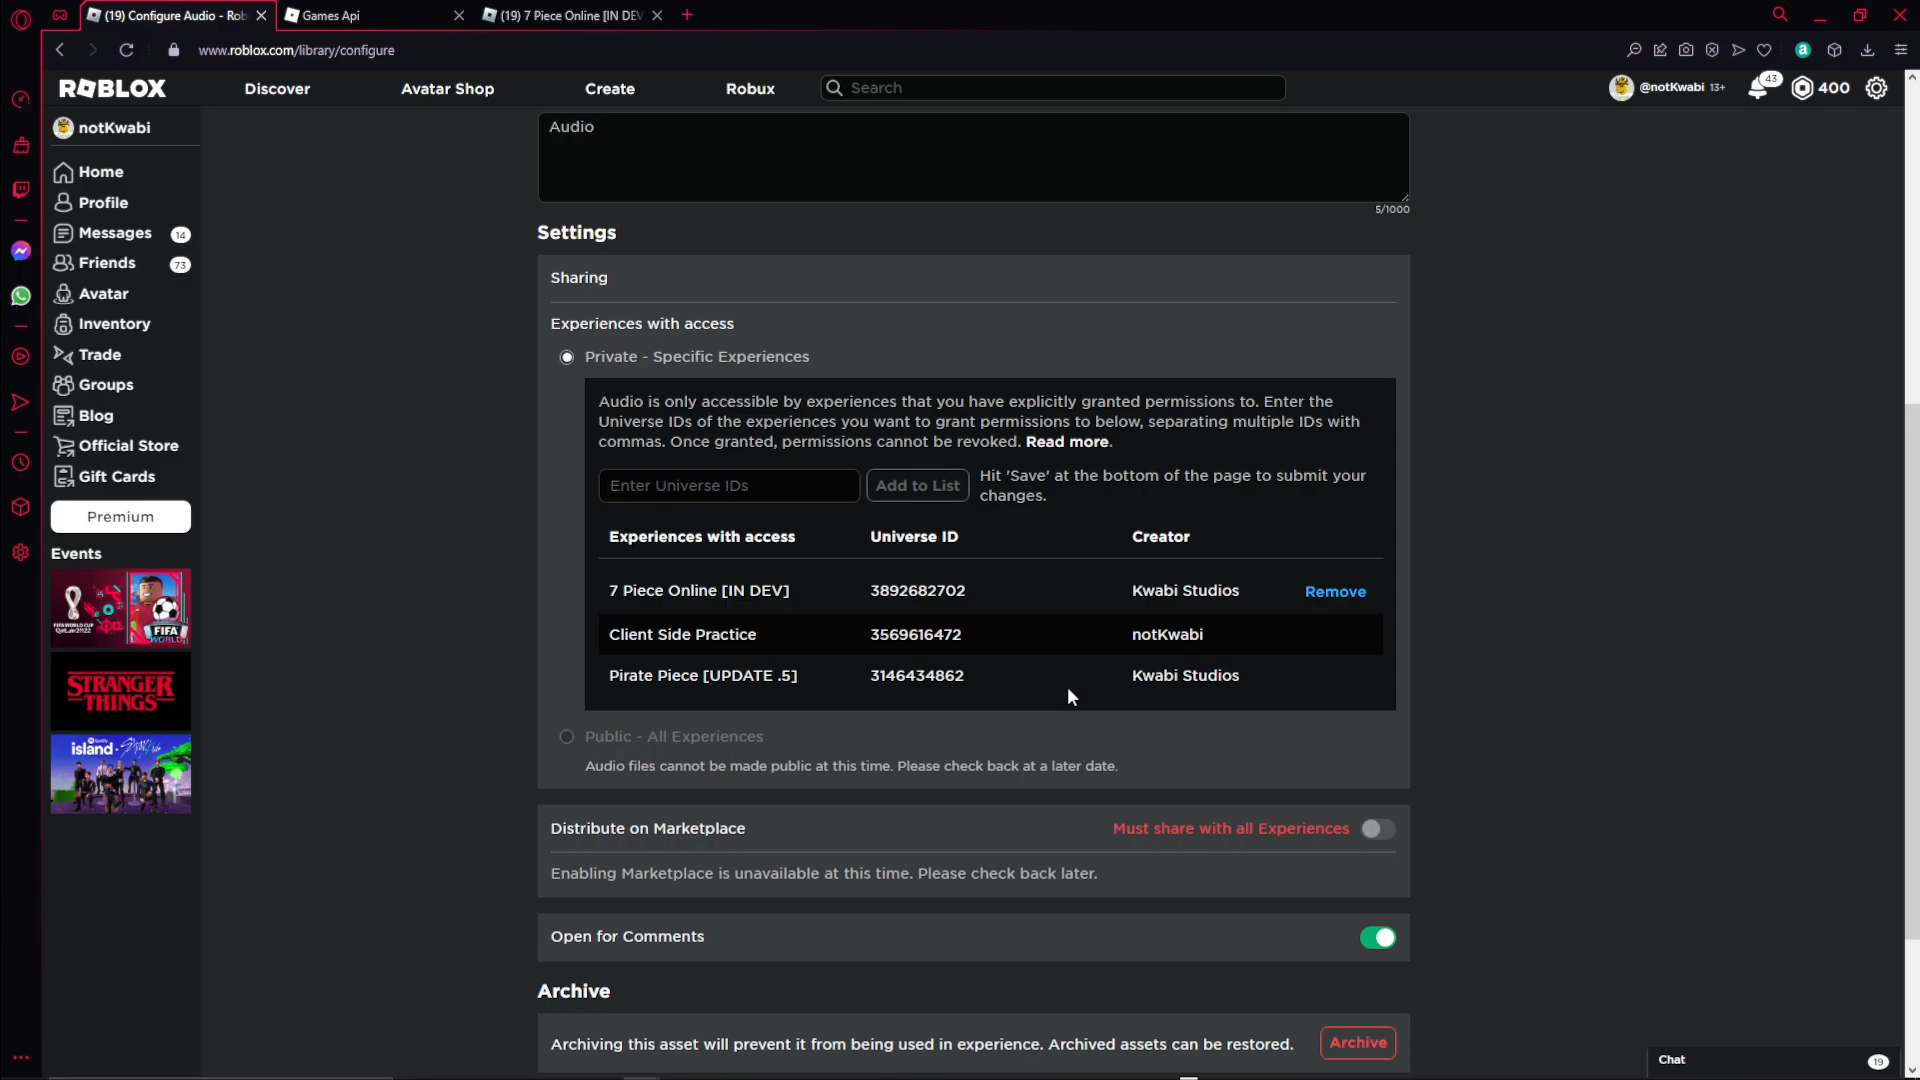 (19) Configure Audio - Rob
Games Api
(19) 7 Piece Online [IN DEV
www.roblox.com/library/configure
ROBLOX
Discover
Avatar Shop
Create
Robux
Search
@notKwabi 13+
43
400
notKwabi
Home
Profile
Messages 14
Friends 73
Avatar
Inventory
Trade
Groups
Blog
Official Store
Gift Cards
Premium
Events
FIFA WORLD CUP
Qatar2022
FIFA
WORLD
STRANGER
THINGS
island
Audio
5/1000
Settings
Sharing
Experiences with access
Private - Specific Experiences
Audio is only accessible by experiences that you have explicitly granted permissions to. Enter the
Universe IDs of the experiences you want to grant permissions to below, separating multiple IDs with
commas. Once granted, permissions cannot be revoked. Read more.
Enter Universe IDs
Add to List
Hit 'Save' at the bottom of the page to submit your
changes.
Experiences with access Universe ID Creator
7 Piece Online [IN DEV] 3892682702 Kwabi Studios Remove
Client Side Practice 3569616472 notKwabi
Pirate Piece [UPDATE .5] 3146434862 Kwabi Studios
Public - All Experiences
Audio files cannot be made public at this time. Please check back at a later date.
Distribute on Marketplace
Must share with all Experiences
Enabling Marketplace is unavailable at this time. Please check back later.
Open for Comments
Archive
Archiving this asset will prevent it from being used in experience. Archived assets can be restored.
Archive
Chat 19